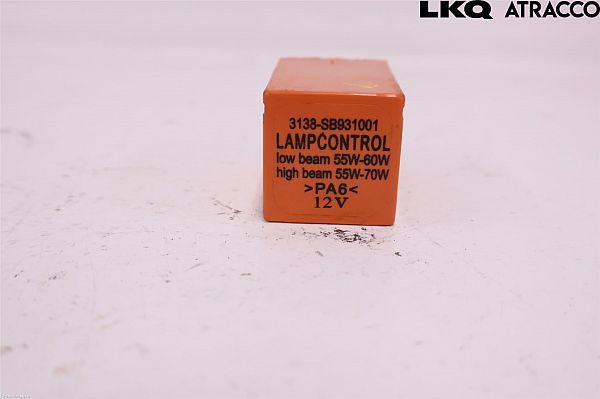 LKQ ATRACCO
3138-SB931001
LAMPCONTROL
low beam 55W-60W
high beam 55W-70W
>PA6<
12V